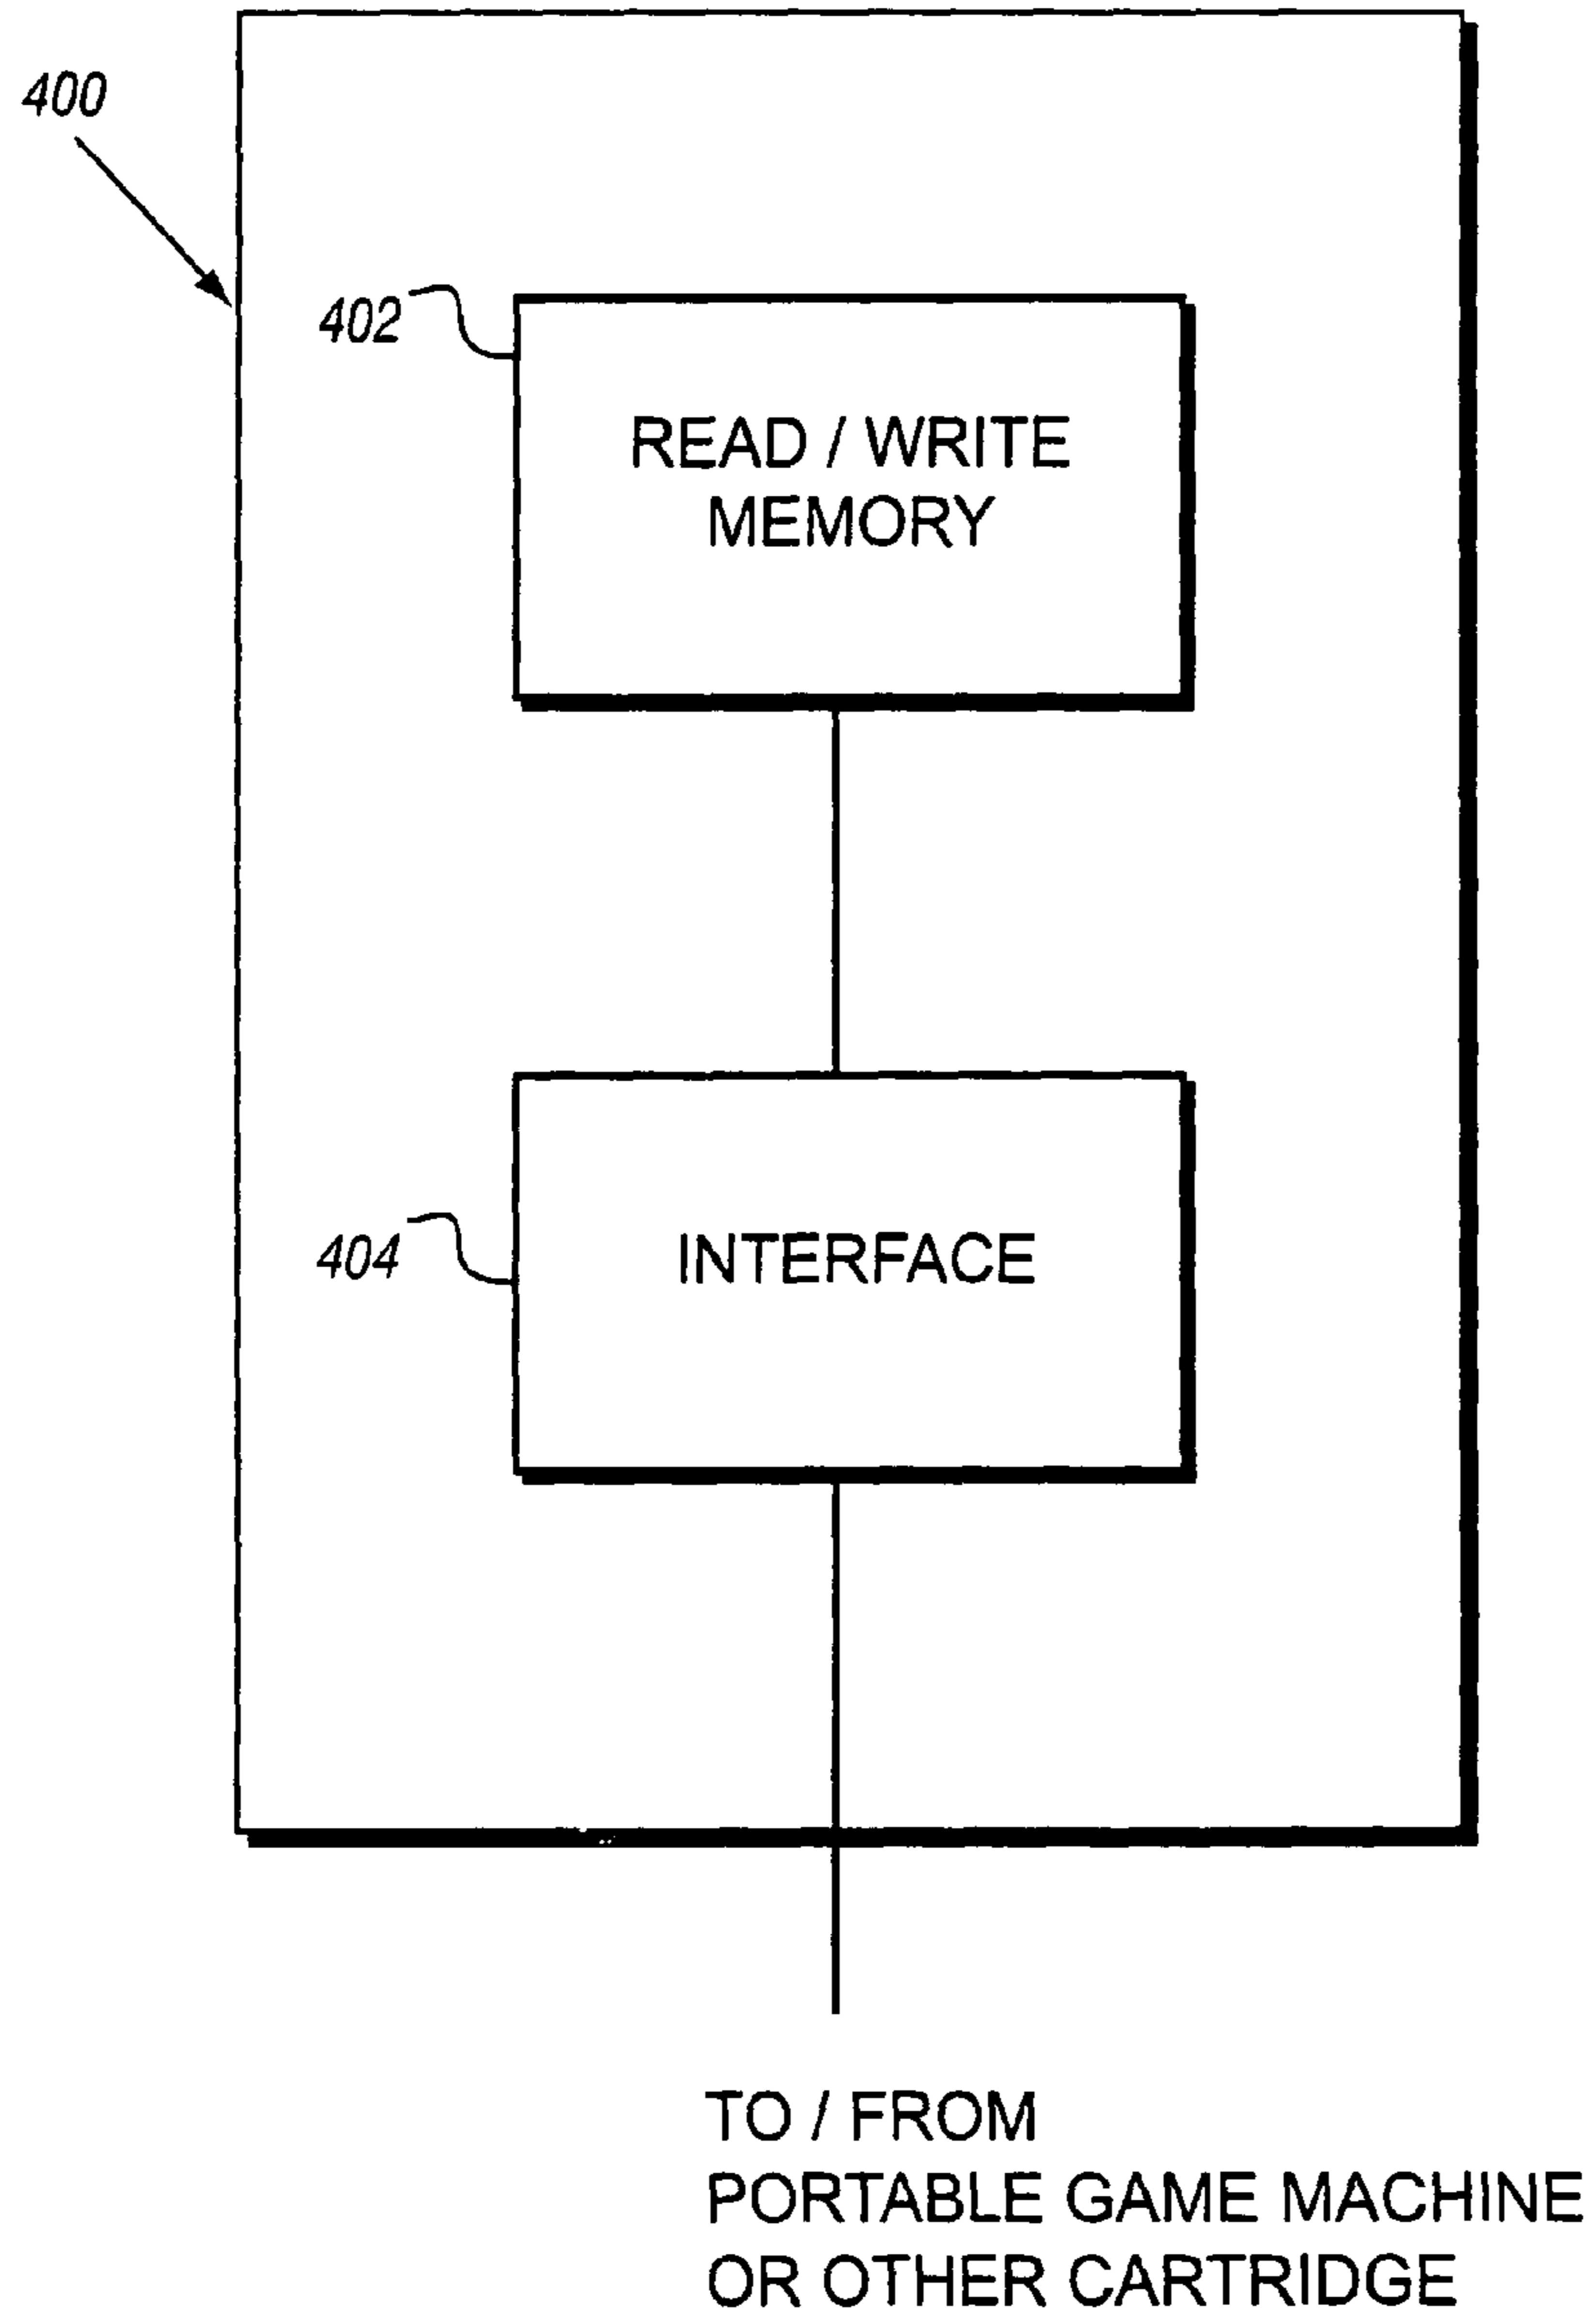 400
402
READ / WRITE
MEMORY
404
INTERFACE
TO / FROM
PORTABLE GAME MACHINE
OR OTHER CARTRIDGE